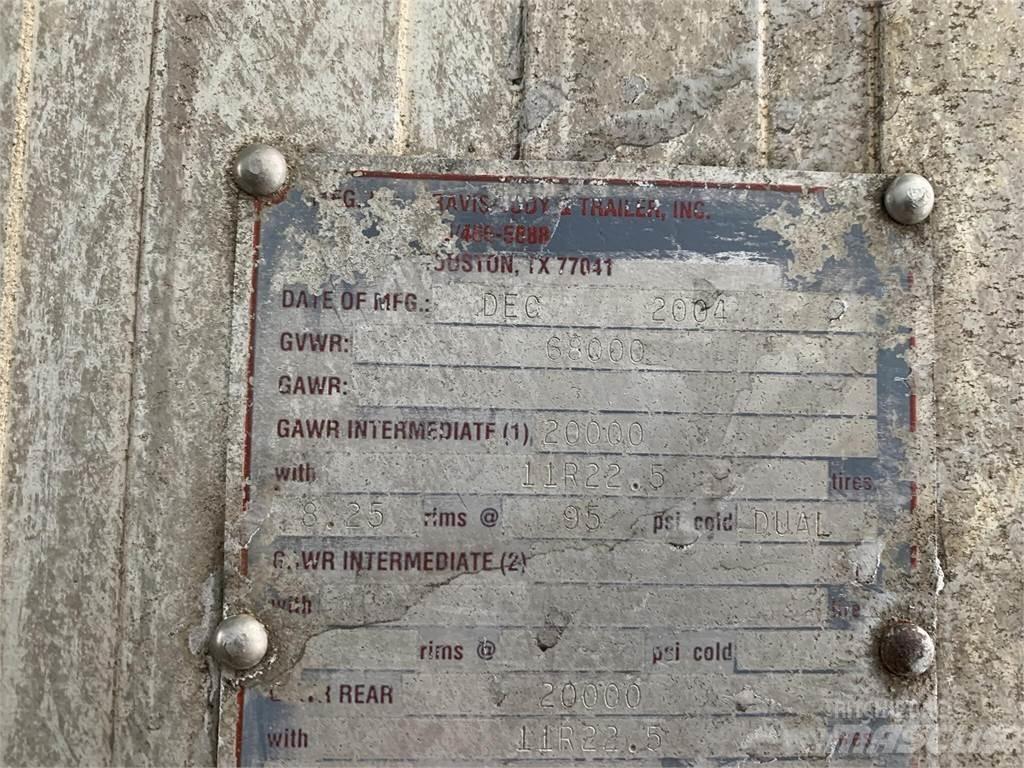 TRAILER, INC.
TX 77041
DATE OF MFG.: DEC 2004
GVWR: 68000
GAWR:
GAWR INTERMEDIATE (1) 20000
with 11R22.5 tires
8.25 rims @ 95 psi cold DUAL
GAWR INTERMEDIATE (2)
with
rims @ psi cold
REAR 20000
with 11R22.5